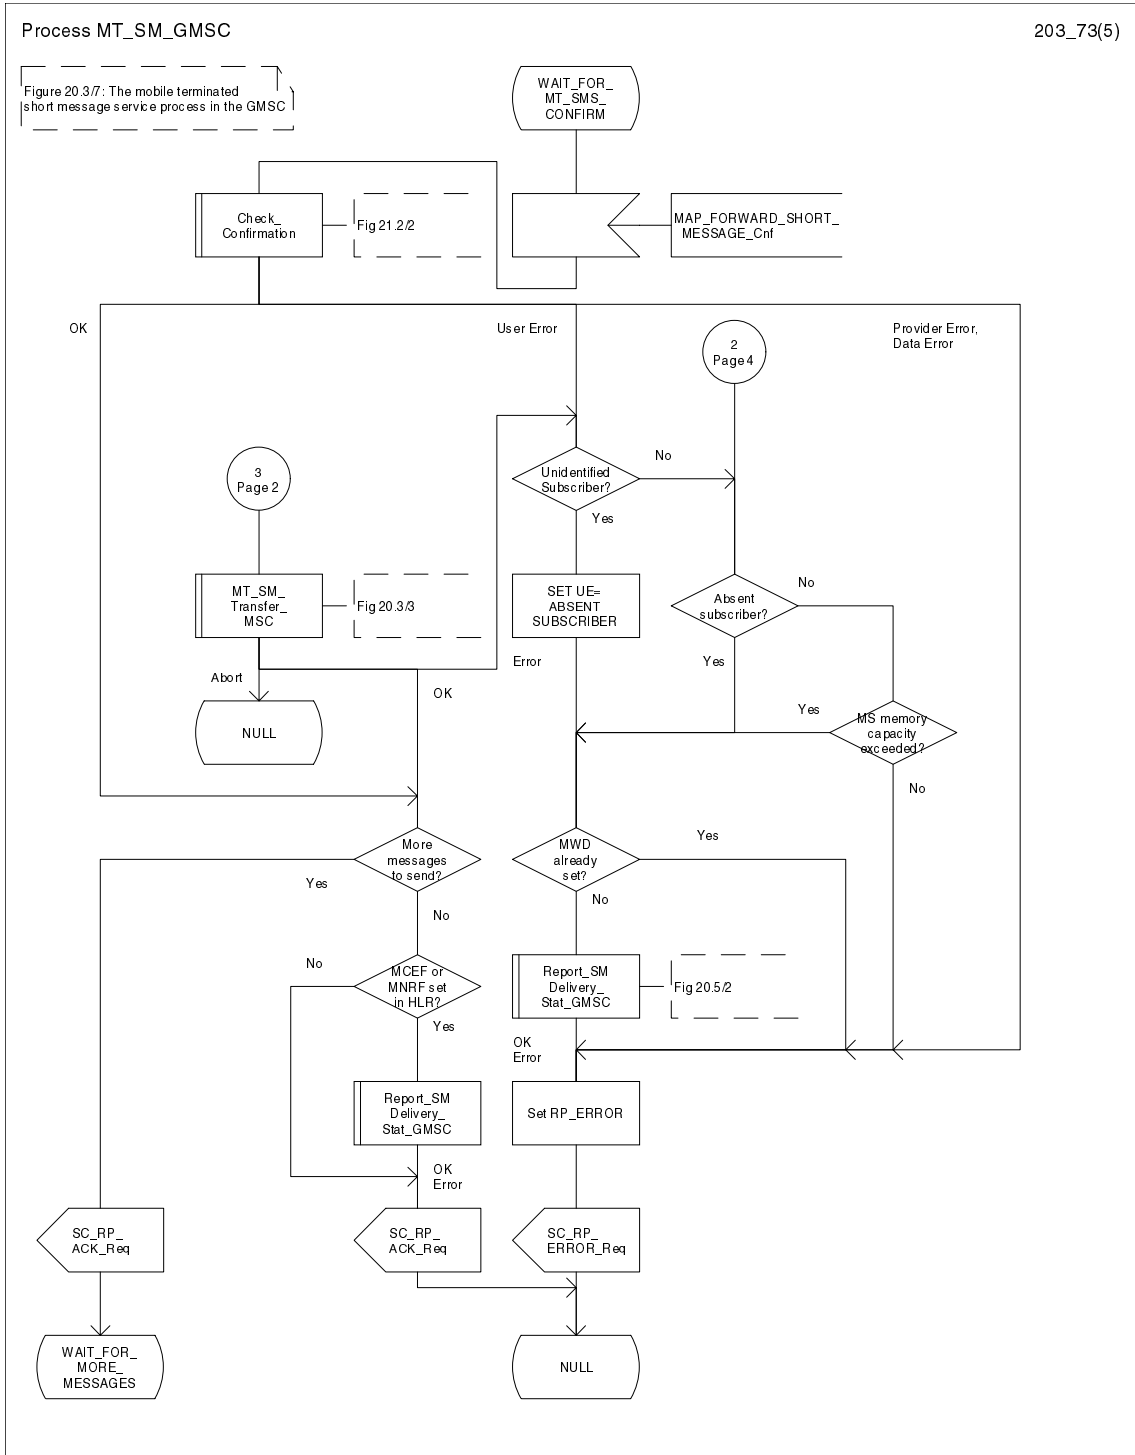 Process MT_SM_GMSC
203_73(5)
Figure 20.3/7: The mobile terminated
short message service process in the GMSC
WAIT_FOR_
MT_SMS_
CONFIRM
Check_
Confirmation
Fig 21.2/2
MAP_FORWARD_SHORT_
MESSAGE_Cnf
OK
User Error
Provider Error,
Data Error
2
Page 4
3
Page 2
Unidentified
Subscriber?
No
Yes
MT_SM_
Transfer_
MSC
Fig 20.3/3
SET UE=
ABSENT
SUBSCRIBER
Absent
subscriber?
No
Error
Yes
Abort
OK
NULL
Yes
MS memory
capacity
exceeded?
No
More
messages
to send?
Yes
No
MWD
already
set?
Yes
No
No
MCEF or
MNRF set
in HLR?
Yes
Report_SM
Delivery_
Stat_GMSC
Fig 20.5/2
OK
Error
Report_SM
Delivery_
Stat_GMSC
Set RP_ERROR
OK
Error
SC_RP_
ACK_Req
SC_RP_
ACK_Req
SC_RP_
ERROR_Req
WAIT_FOR_
MORE_
MESSAGES
NULL